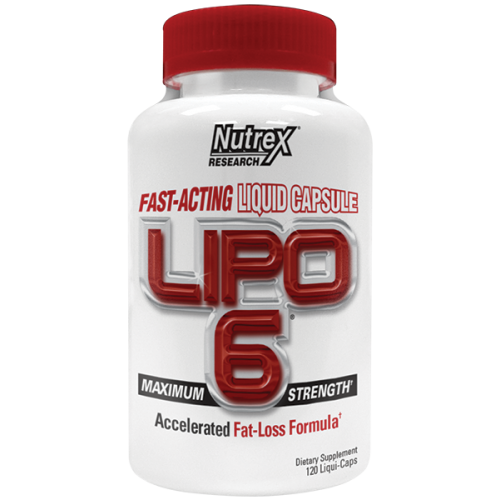 Nutrex
RESEARCH
FAST-ACTING LIQUID CAPSULE
LIPO
6®
MAXIMUM STRENGTH†
Accelerated Fat-Loss Formula†
Dietary Supplement
120 Liqui-Caps